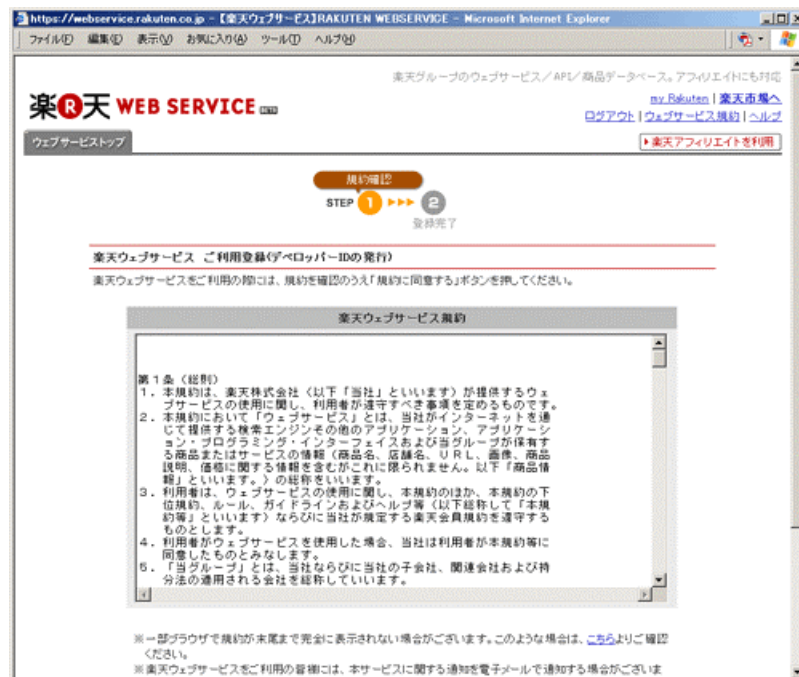 https://webservice.rakuten.co.jp - 【楽天ウェブサービス】RAKUTEN WEBSERVICE - Microsoft Internet Explorer
ファイル(F) 編集(E) 表示(V) お気に入り(A) ツール(T) ヘルプ(H)
楽天グループのウェブサービス/API/商品データベース。アフィリエイトにも対応
楽R天 WEB SERVICE BETA
my Rakuten | 楽天市場へ
ログアウト | ウェブサービス規約 | ヘルプ
ウェブサービストップ
楽天アフィリエイトを利用
規約確認
STEP 1 2
登録完了
楽天ウェブサービス ご利用登録(デベロッパーIDの発行)
楽天ウェブサービスをご利用の際には、規約を確認のうえ「規約に同意する」ボタンを押してください。
楽天ウェブサービス規約
第1条(総則)
1. 本規約は、楽天株式会社(以下「当社」といいます)が提供するウェ
ブサービスの使用に関し、利用者が遵守すべき事項を定めるものです。
2. 本規約において「ウェブサービス」とは、当社がインターネットを通
じて提供する検索エンジンその他のアプリケーション、アプリケーシ
ョン・プログラミング・インターフェイスおよび当グループが保有す
る商品またはサービスの情報(商品名、店舗名、URL、画像、商品
説明、価格に関する情報を含むがこれに限られません。以下「商品情
報」といいます。)の総称をいいます。
3. 利用者は、ウェブサービスの使用に関し、本規約のほか、本規約の下
位規約、ルール、ガイドラインおよびヘルプ等(以下総称して「本規
約等」といいます)ならびに当社が規定する楽天会員規約を遵守する
ものとします。
4. 利用者がウェブサービスを使用した場合、当社は利用者が本規約等に
同意したものとみなします。
5. 「当グループ」とは、当社ならびに当社の子会社、関連会社および持
分法の適用される会社を総称していいます。
※一部ブラウザで規約が末尾まで完全に表示されない場合がございます。このような場合は、こちらよりご確認
ください。
※楽天ウェブサービスをご利用の皆様には、本サービスに関する通知を電子メールで通知する場合がございま